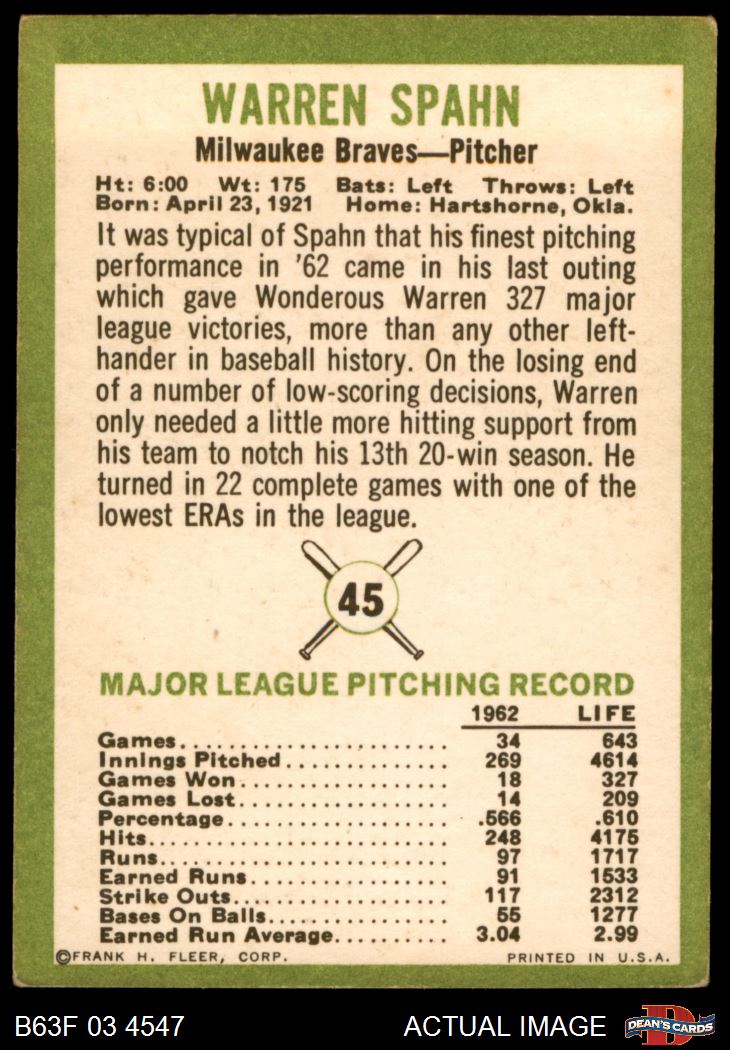 WARREN SPAHN
Milwaukee Braves—Pitcher
Ht: 6:00 Wt: 175 Bats: Left Throws: Left
Born: April 23, 1921 Home: Hartshorne, Okla.
It was typical of Spahn that his finest pitching
performance in '62 came in his last outing
which gave Wonderous Warren 327 major
league victories, more than any other left-
hander in baseball history. On the losing end
of a number of low-scoring decisions, Warren
only needed a little more hitting support from
his team to notch his 13th 20-win season. He
turned in 22 complete games with one of the
lowest ERAs in the league.
45
MAJOR LEAGUE PITCHING RECORD
1962 LIFE
Games........................ 34 643
Innings Pitched.............. 269 4614
Games Won.................... 18 327
Games Lost................... 14 209
Percentage................... .566 .610
Hits......................... 248 4175
Runs......................... 97 1717
Earned Runs.................. 91 1533
Strike Outs.................. 117 2312
Bases On Balls............... 55 1277
Earned Run Average.......... 3.04 2.99
©FRANK H. FLEER, CORP. PRINTED IN U.S.A.
B63F 03 4547 ACTUAL IMAGE D DEAN'S CARDS